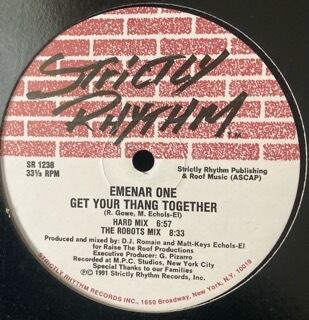 STRICTLY
RHYTHM
T.M.
SR 1238
33⅓ RPM
Strictly Rhythm Publishing
& Roof Music (ASCAP)
EMENAR ONE
GET YOUR THANG TOGETHER
(R. Gowe, M. Echols-El)
HARD MIX 6:57
THE ROBOTS MIX 8:33
Produced and mixed by: D.J. Romain and Matt-Keys Echols-El
for Raise The Roof Productions
Executive Producer: G. Pizarro
Recorded at M.P.C. Studios, New York City
Special Thanks to our Families
℗ © 1991 Strictly Rhythm Records, Inc.
STRICTLY RHYTHM RECORDS INC., 1650 Broadway, New York, N.Y. 10019